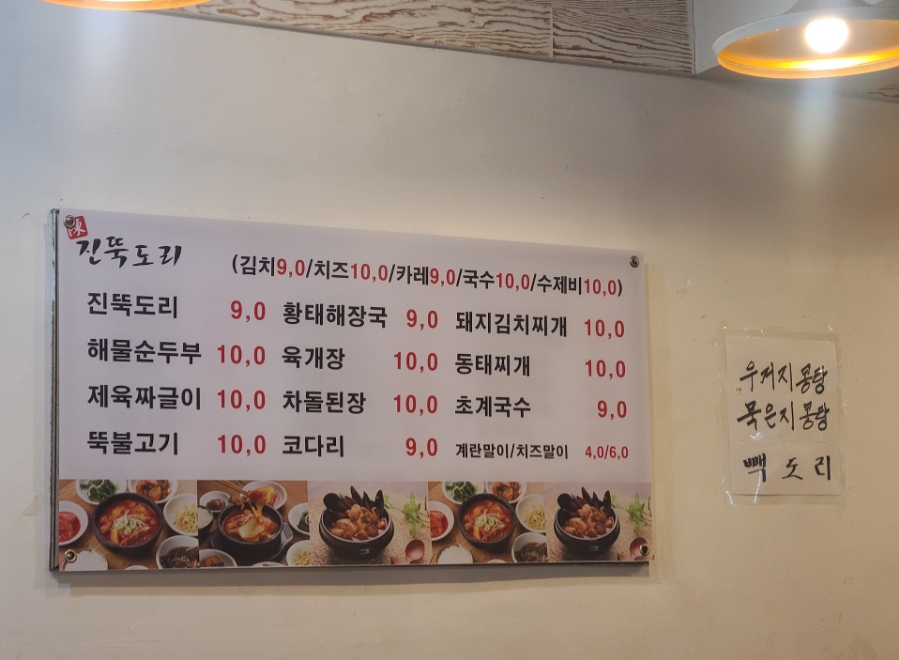 陳
진뚝도리
(김치9,0/치즈10,0/카레9,0/국수10,0/수제비10,0)
진뚝도리 9,0 황태해장국 9,0 돼지김치찌개 10,0
해물순두부 10,0 육개장 10,0 동태찌개 10,0
제육짜글이 10,0 차돌된장 10,0 초계국수 9,0
뚝불고기 10,0 코다리 9,0 계란말이/치즈말이 4,0/6,0
우거지 콩탕
묵은지 콩탕
빽도리